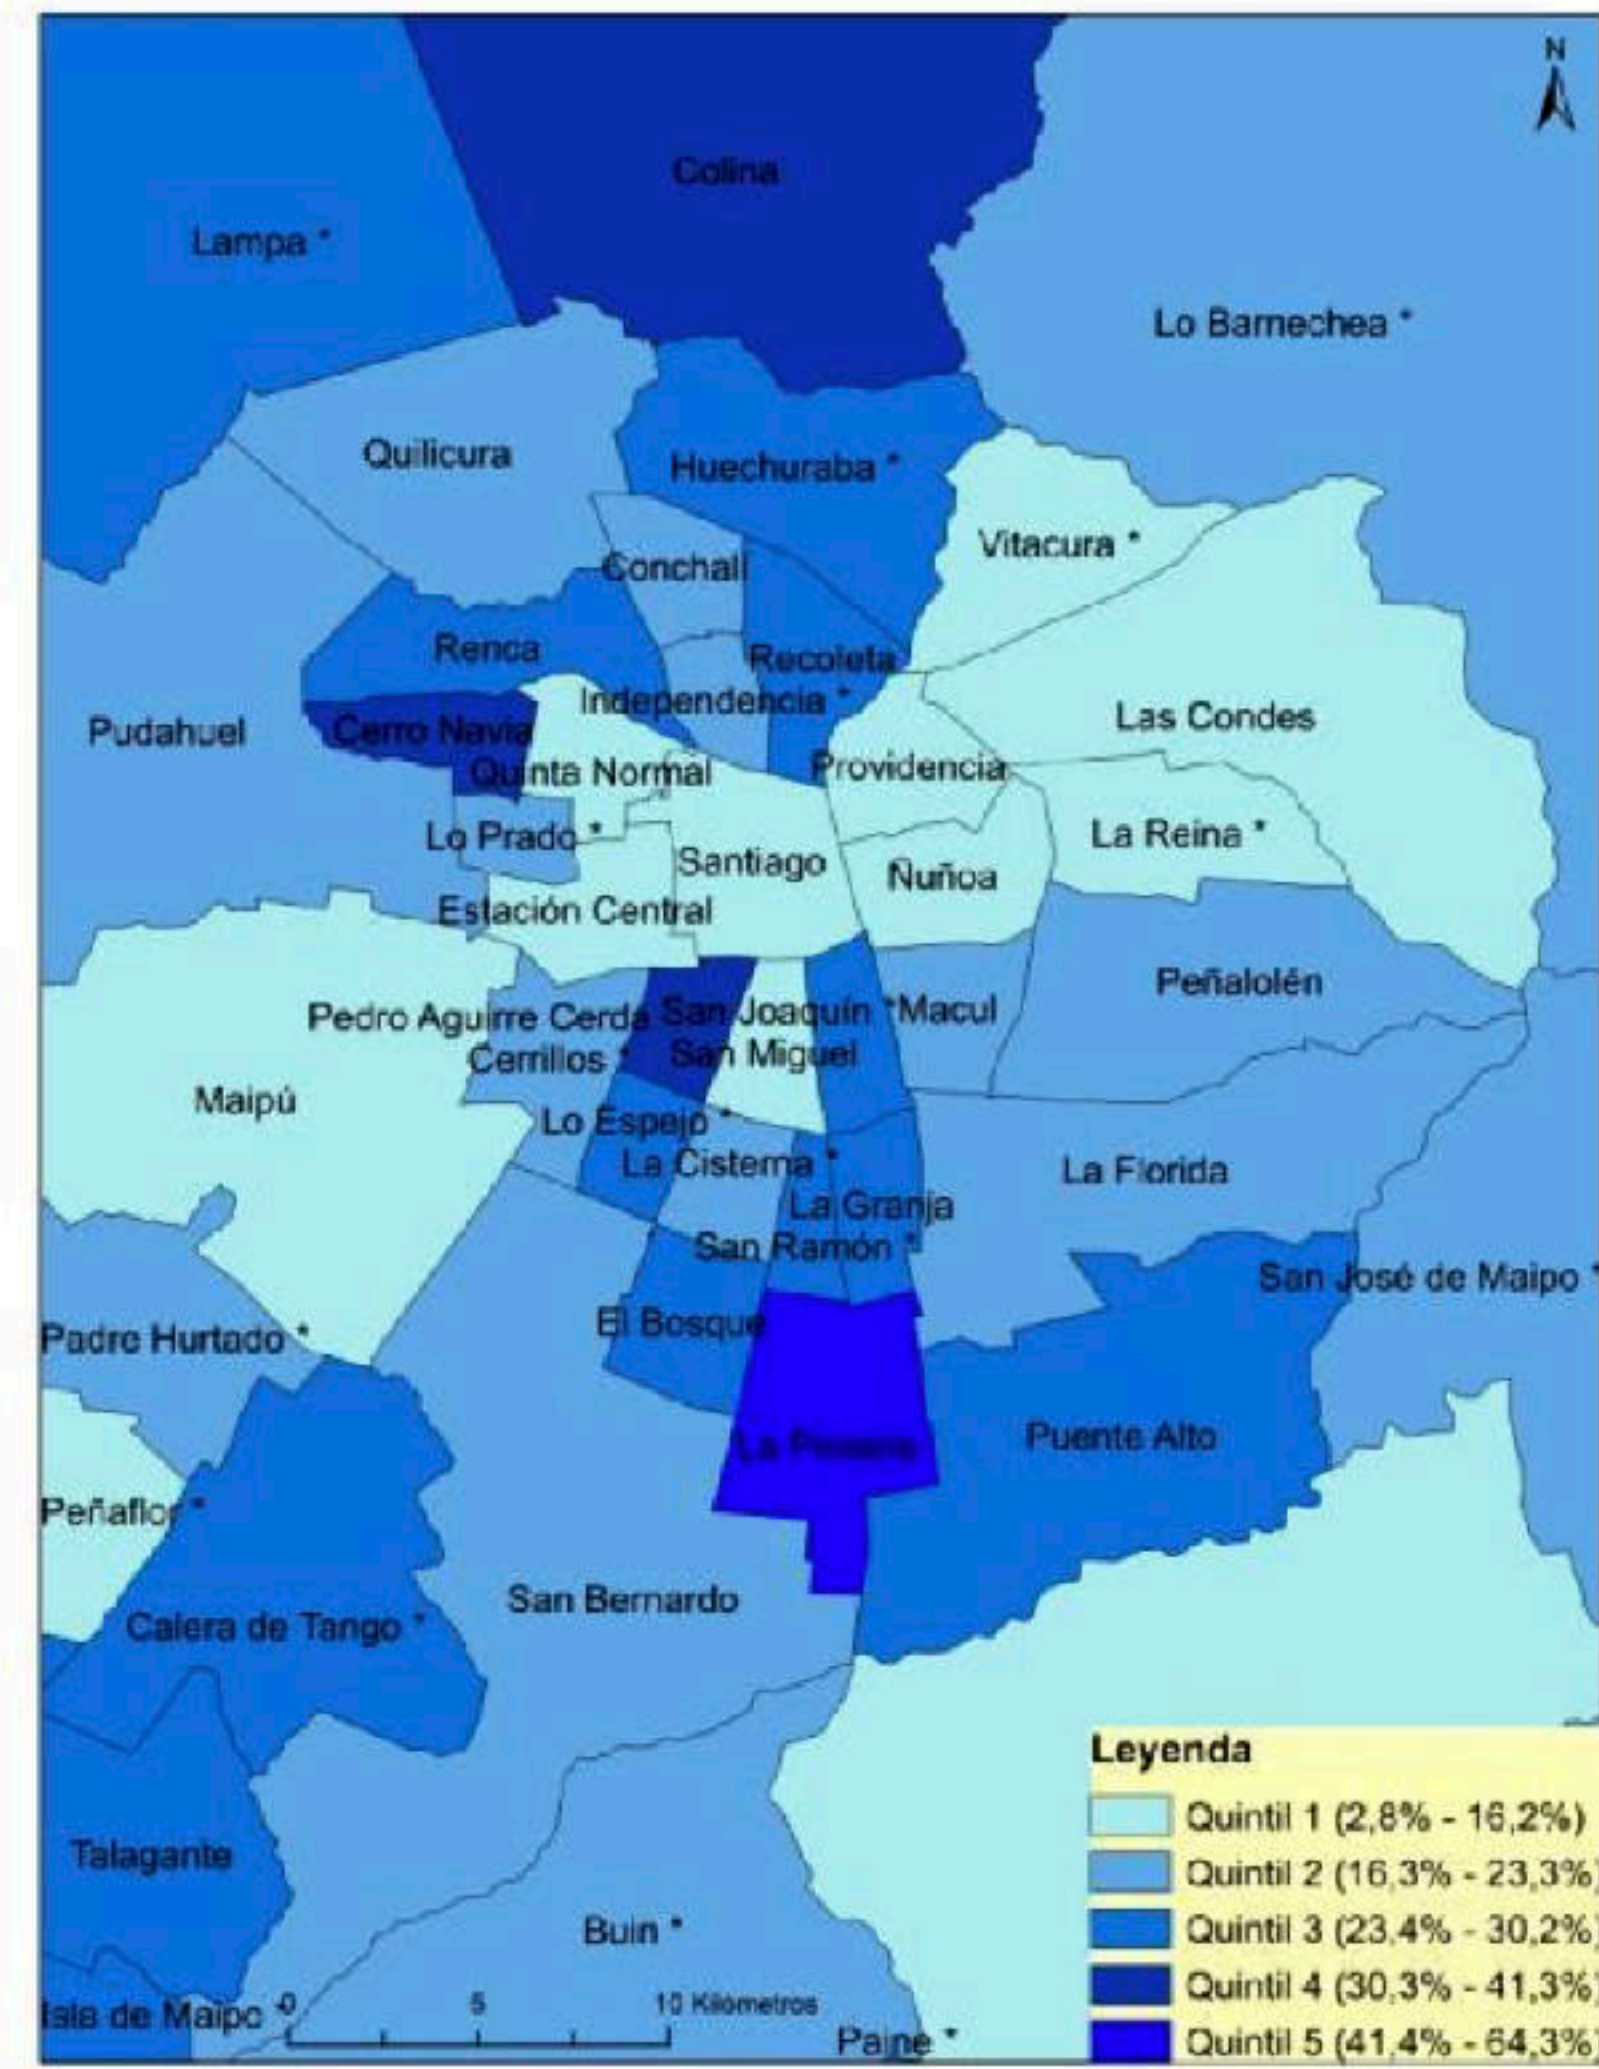 N
Colina
Lampa *
Lo Barnechea *
Quilicura
Huechuraba *
Vitacura *
Conchalí
Renca
Recoleta
Independencia *
Las Condes
Pudahuel
Cerro Navia
Quinta Normal
Providencia
Lo Prado *
La Reina *
Santiago
Ñuñoa
Estación Central
Peñalolén
Pedro Aguirre Cerda
San Joaquín *
Macul
Cerrillos *
San Miguel
Maipú
Lo Espejo *
La Cisterna *
La Florida
La Granja
San Ramón *
San José de Maipo *
El Bosque
Padre Hurtado *
La Pintana
Puente Alto
Peñaflor *
San Bernardo
Calera de Tango *
Talagante
Buin *
Isla de Maipo *
0 5 10 Kilómetros
Paine *
Leyenda
Quintil 1 (2,8% - 16,2%)
Quintil 2 (16,3% - 23,3%)
Quintil 3 (23,4% - 30,2%)
Quintil 4 (30,3% - 41,3%)
Quintil 5 (41,4% - 64,3%)